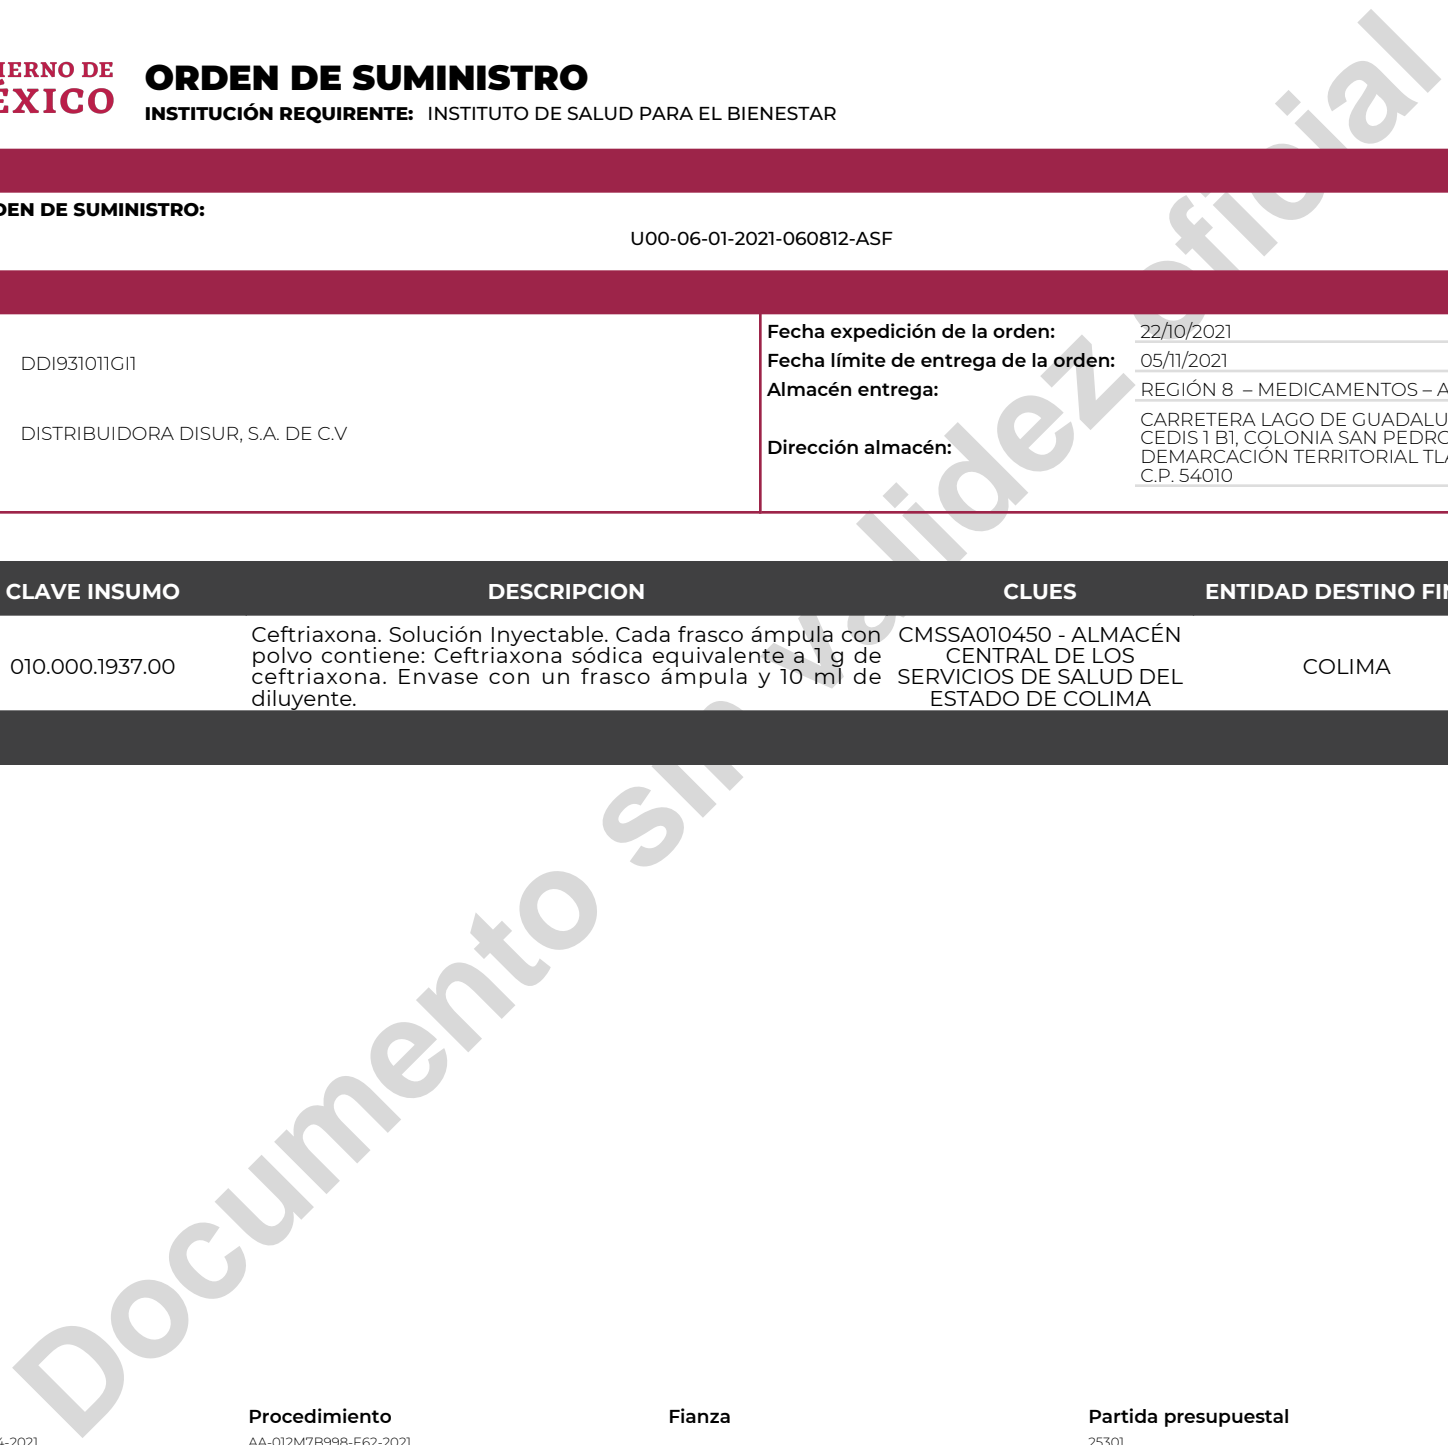 IERNO DE
ÉXICO
ORDEN DE SUMINISTRO
INSTITUCIÓN REQUIRENTE: INSTITUTO DE SALUD PARA EL BIENESTAR
DEN DE SUMINISTRO:
U00-06-01-2021-060812-ASF
DDI931011GI1
DISTRIBUIDORA DISUR, S.A. DE C.V
Fecha expedición de la orden: 22/10/2021
Fecha límite de entrega de la orden: 05/11/2021
Almacén entrega: REGIÓN 8 – MEDICAMENTOS – A
Dirección almacén:
CARRETERA LAGO DE GUADALU
CEDIS 1 B1, COLONIA SAN PEDRO
DEMARCACIÓN TERRITORIAL TLA
C.P. 54010
CLAVE INSUMO DESCRIPCION CLUES ENTIDAD DESTINO FIN
010.000.1937.00
Ceftriaxona. Solución Inyectable. Cada frasco ámpula con
polvo contiene: Ceftriaxona sódica equivalente a 1 g de
ceftriaxona. Envase con un frasco ámpula y 10 ml de
diluyente.
CMSSA010450 - ALMACÉN
CENTRAL DE LOS
SERVICIOS DE SALUD DEL
ESTADO DE COLIMA
COLIMA
Documento sin validez oficial
Procedimiento Fianza Partida presupuestal
4-2021 AA-012M7B998-E62-2021 25301